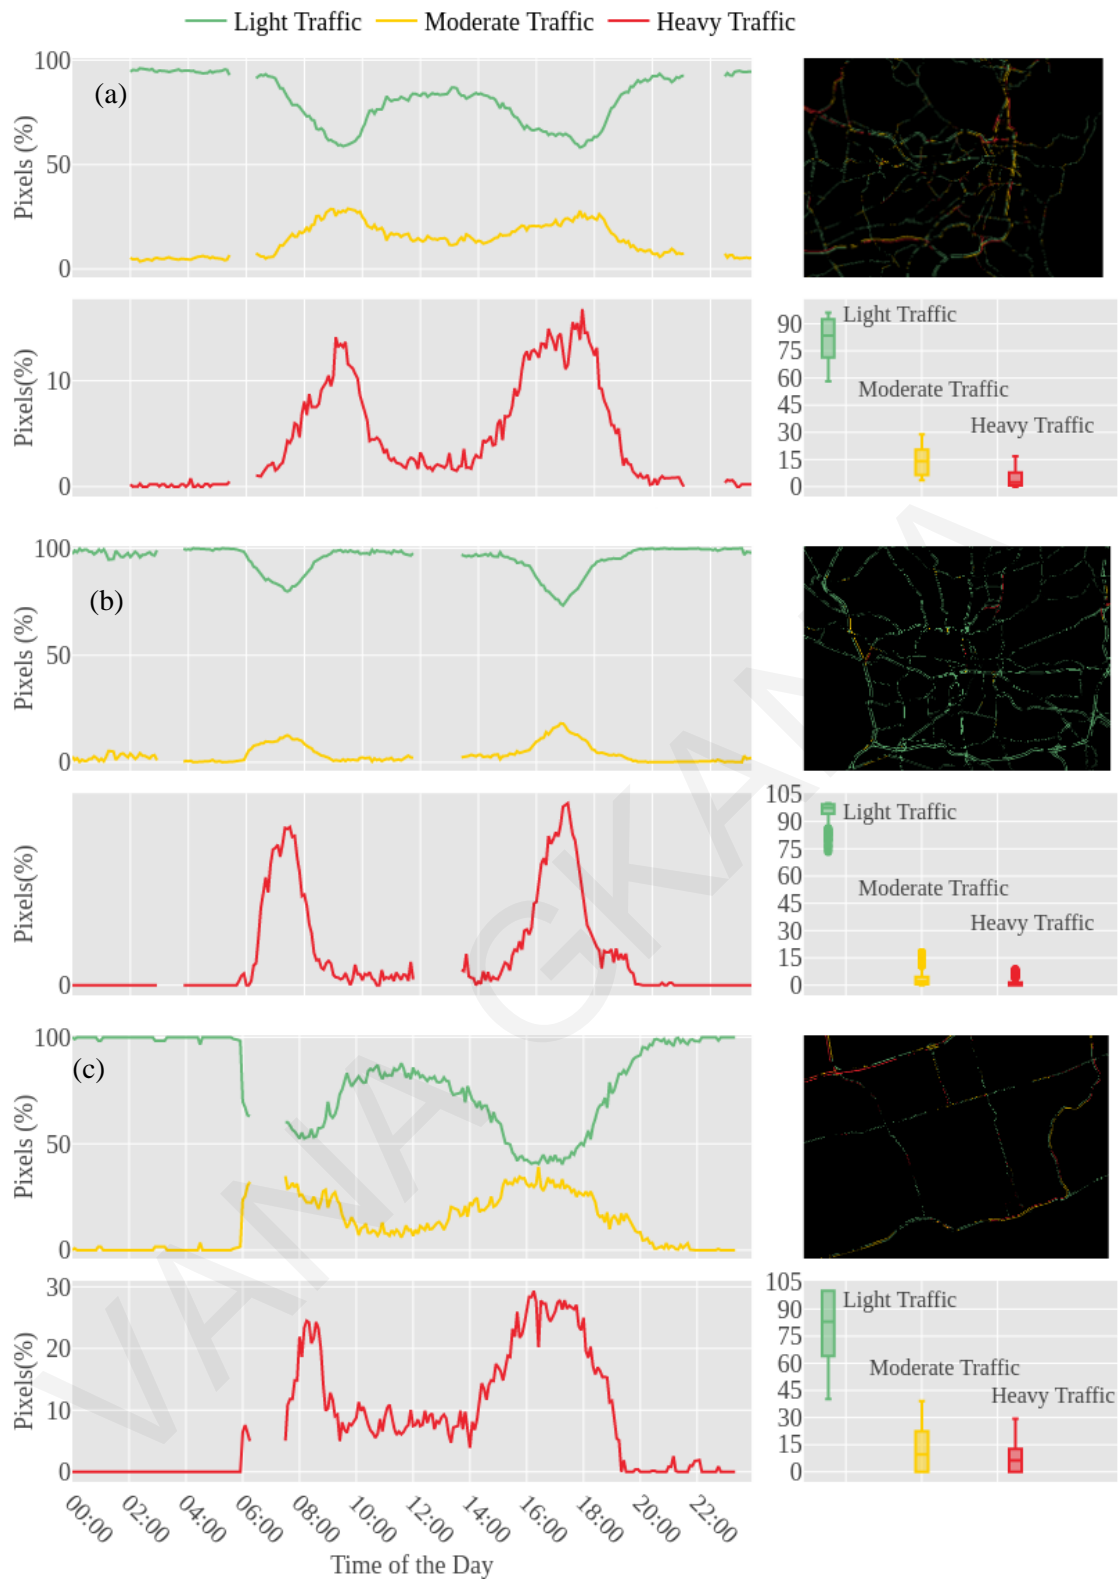 Light Traffic Moderate Traffic Heavy Traffic
(a)
100
50
0
Pixels (%)
10
0
Pixels(%)
90
75
60
45
30
15
0
Light Traffic
Moderate Traffic
Heavy Traffic
(b)
100
50
0
Pixels (%)
0
Pixels(%)
105
90
75
60
45
30
15
0
Light Traffic
Moderate Traffic
Heavy Traffic
(c)
100
50
0
Pixels (%)
30
20
10
0
Pixels(%)
105
90
75
60
45
30
15
0
Light Traffic
Moderate Traffic
Heavy Traffic
00:00 02:00 04:00 06:00 08:00 10:00 12:00 14:00 16:00 18:00 20:00 22:00
Time of the Day